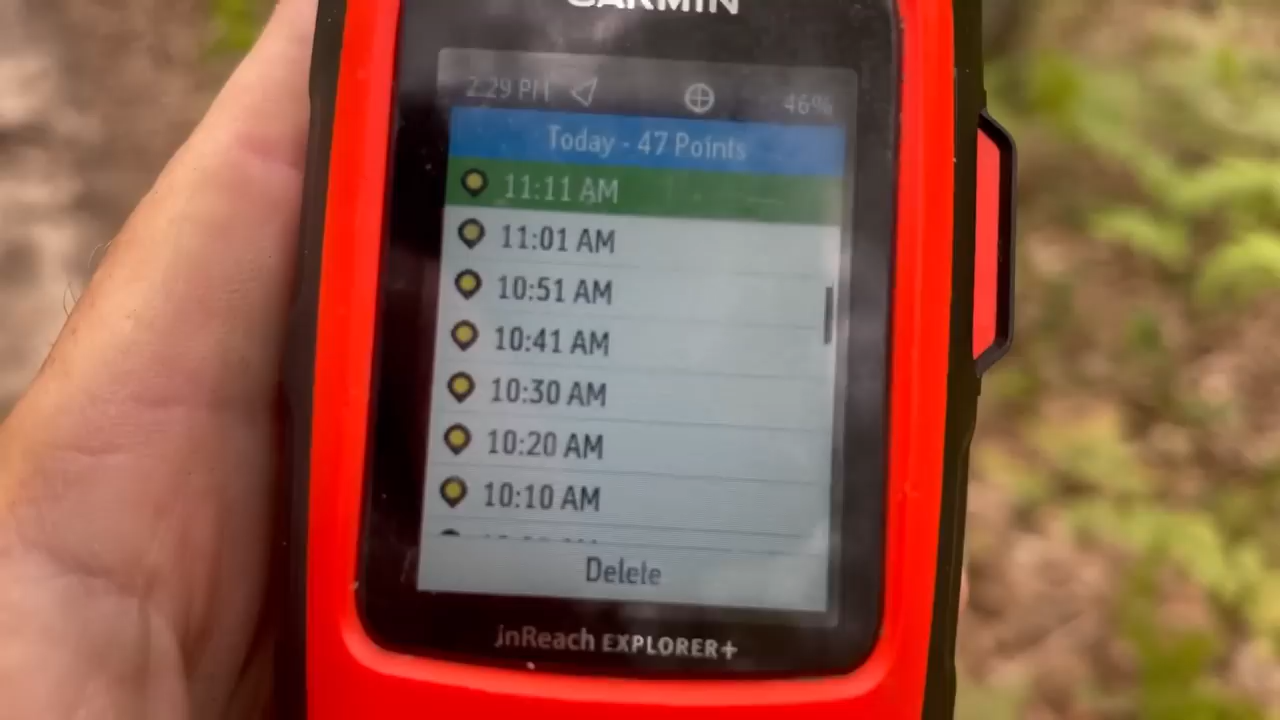 GARMIN
2:29 PM 46%
Today - 47 Points
11:11 AM
11:01 AM
10:51 AM
10:41 AM
10:30 AM
10:20 AM
10:10 AM
Delete
inReach EXPLORER+